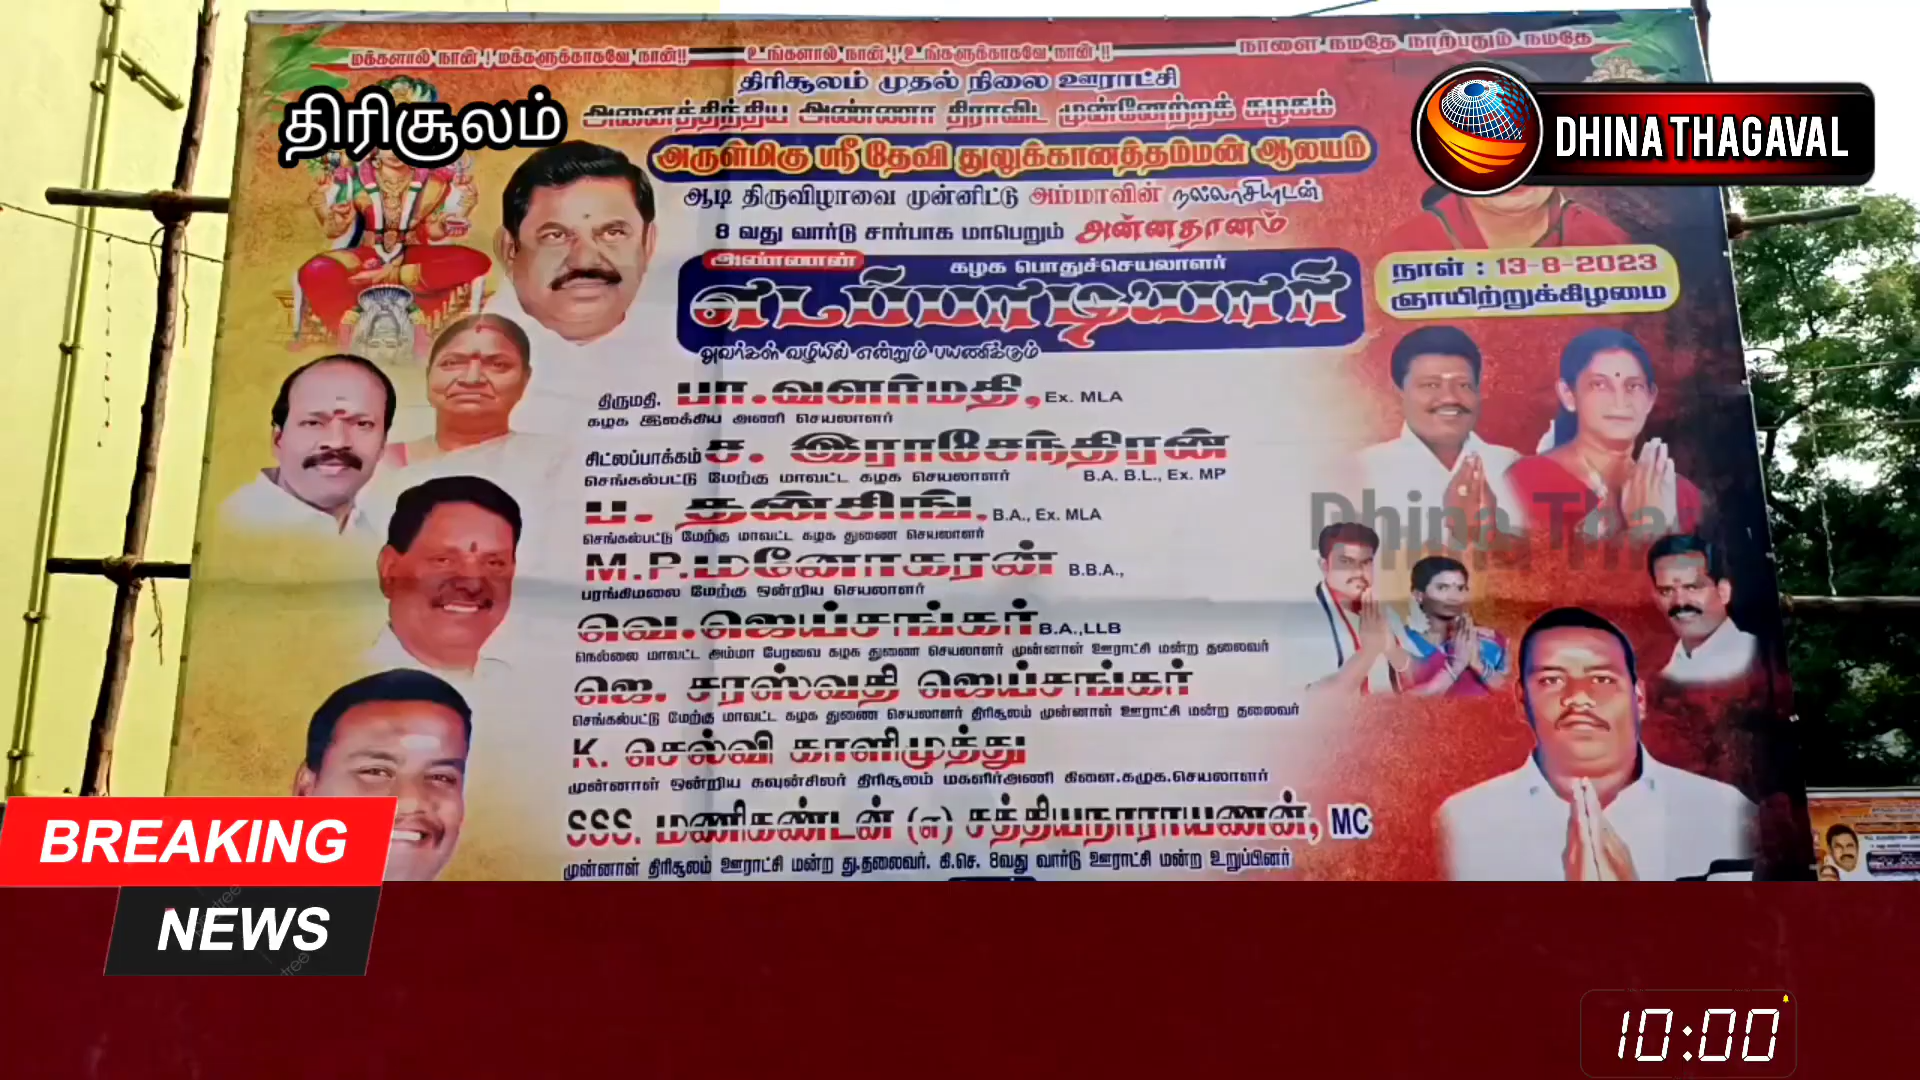 மக்களால் நான் ! மக்களுக்காகவே நான்!!
உங்களால் நான் ! உங்களுக்காகவே நான் !!
நாளை நமதே நாற்பதும் நமதே
திரிசூலம் முதல் நிலை ஊராட்சி
அனைத்திந்திய அண்ணா திராவிட முன்னேற்றக் கழகம்
திரிசூலம்
DHINA THAGAVAL
அருள்மிகு ஸ்ரீ தேவி துலுக்கானத்தம்மன் ஆலயம்
ஆடி திருவிழாவை முன்னிட்டு அம்மாவின் நல்லாசியுடன்
8 வது வார்டு சார்பாக மாபெறும் அன்னதானம்
அண்ணன் கழக பொதுச்செயலாளர்
எடப்பாடியார்
அவர்கள் வழியில் என்றும் பயணிக்கும்
நாள் : 13-8-2023
ஞாயிற்றுக்கிழமை
திருமதி. பா.வளர்மதி, Ex. MLA
கழக இலக்கிய அணி செயலாளர்
சிட்லப்பாக்கம் ச. இராசேந்திரன்
செங்கல்பட்டு மேற்கு மாவட்ட கழக செயலாளர் B.A. B.L., Ex. MP
ப. தன்சிங், B.A., Ex. MLA
செங்கல்பட்டு மேற்கு மாவட்ட கழக துணை செயலாளர்
M.P.மனோகரன் B.B.A.,
பரங்கிமலை மேற்கு ஒன்றிய செயலாளர்
வெ.ஜெய்சங்கர் B.A.,LLB
நெல்லை மாவட்ட அம்மா பேரவை கழக துணை செயலாளர் முன்னாள் ஊராட்சி மன்ற தலைவர்
ஜெ. சரஸ்வதி ஜெய்சங்கர்
செங்கல்பட்டு மேற்கு மாவட்ட கழக துணை செயலாளர் திரிசூலம் முன்னாள் ஊராட்சி மன்ற தலைவர்
K. செல்வி காளிமுத்து
முன்னாள் ஒன்றிய கவுன்சிலர் திரிசூலம் மகளிர்அணி கிளை.கழக.செயலாளர்
SSS. மணிகண்டன் (எ) சத்தியநாராயணன், MC
முன்னாள் திரிசூலம் ஊராட்சி மன்ற து.தலைவர். கி.செ. 8வது வார்டு ஊராட்சி மன்ற உறுப்பினர்
Dhina Tha
BREAKING
NEWS
10:00